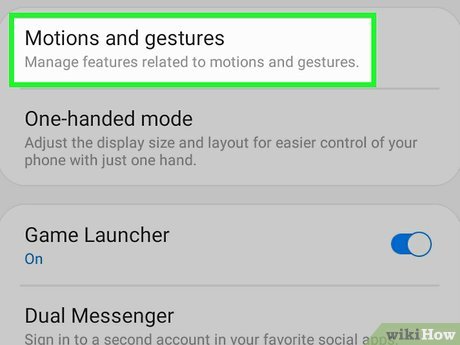 Motions and gestures
Manage features related to motions and gestures.
One-handed mode
Adjust the display size and layout for easier control of your
phone with just one hand.
Game Launcher
On
Dual Messenger
Sign in to a second account in your favorite social
wikiHow